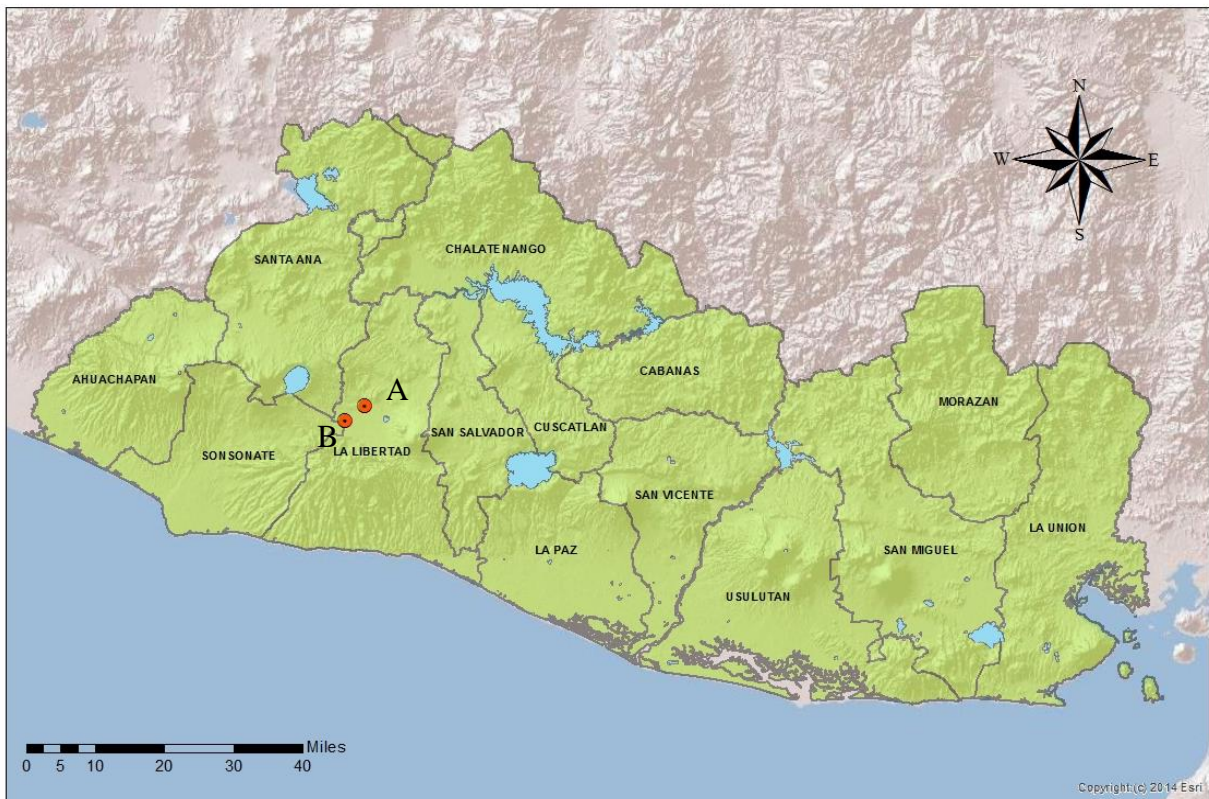 N
W E
S
CHALATENANGO
SANTA ANA
CABANAS
AHUACHAPAN
A
MORAZAN
B
CUSCATLAN
SAN SALVADOR
LA LIBERTAD
SONSONATE
SAN VICENTE
LA UNION
LA PAZ
SAN MIGUEL
USULUTAN
Miles
0 5 10 20 30 40
Copyright:(c) 2014 Esri